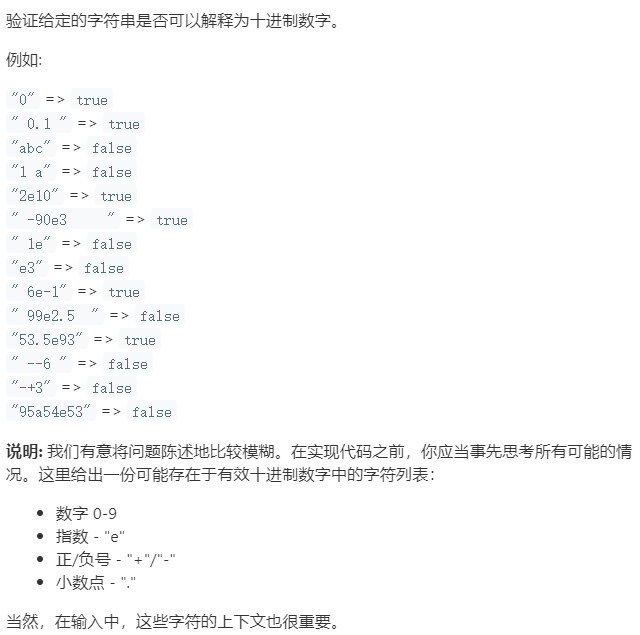 验证给定的字符串是否可以解释为十进制数字。
例如:
"0" => true
" 0.1 " => true
"abc" => false
"1 a" => false
"2e10" => true
" -90e3   " => true
" 1e" => false
"e3" => false
" 6e-1" => true
" 99e2.5 " => false
"53.5e93" => true
" --6 " => false
"-+3" => false
"95a54e53" => false
说明: 我们有意将问题陈述地比较模糊。在实现代码之前，你应当事先思考所有可能的情
况。这里给出一份可能存在于有效十进制数字中的字符列表：
• 数字 0-9
• 指数 - "e"
• 正/负号 - "+"/"-"
• 小数点 - "."
当然，在输入中，这些字符的上下文也很重要。